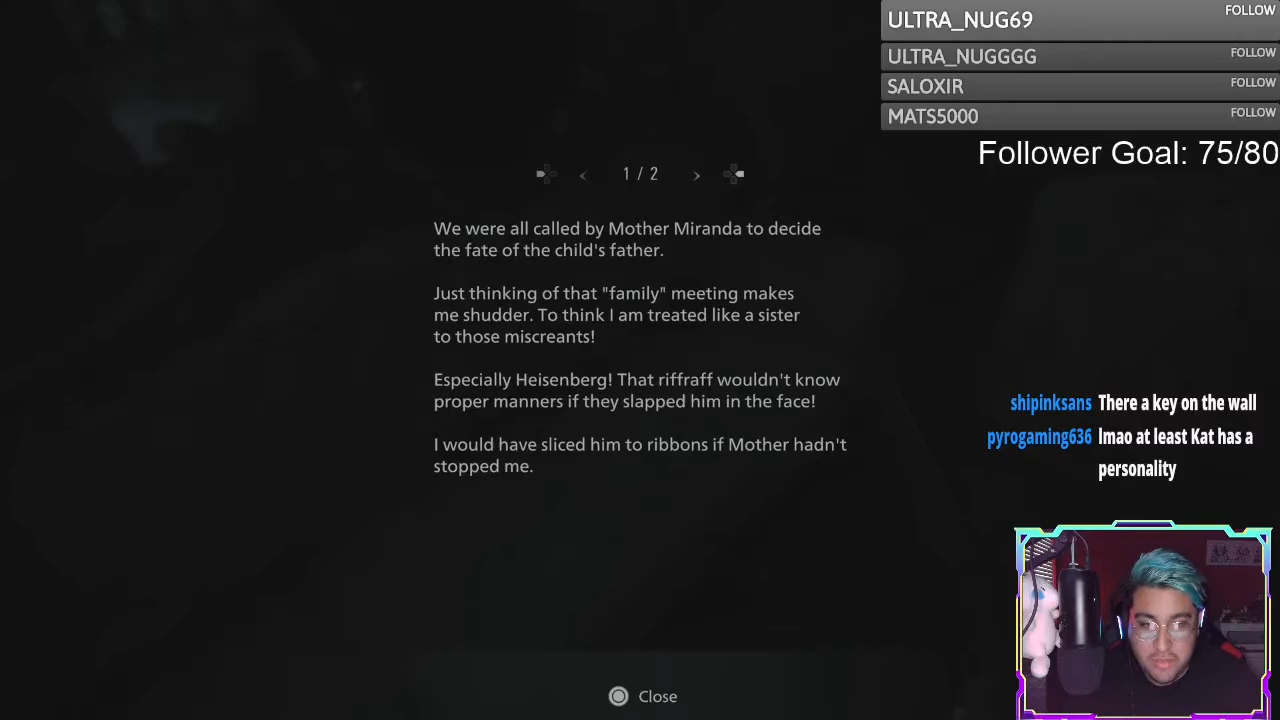 ULTRA_NUG69 FOLLOW
ULTRA_NUGGGG FOLLOW
SALOXIR FOLLOW
MATS5000 FOLLOW
Follower Goal: 75/80
1 / 2
We were all called by Mother Miranda to decide
the fate of the child's father.
Just thinking of that "family" meeting makes
me shudder. To think I am treated like a sister
to those miscreants!
Especially Heisenberg! That riffraff wouldn't know
proper manners if they slapped him in the face!
I would have sliced him to ribbons if Mother hadn't
stopped me.
shipinksans There a key on the wall
pyrogaming636 lmao at least Kat has a
personality
Close